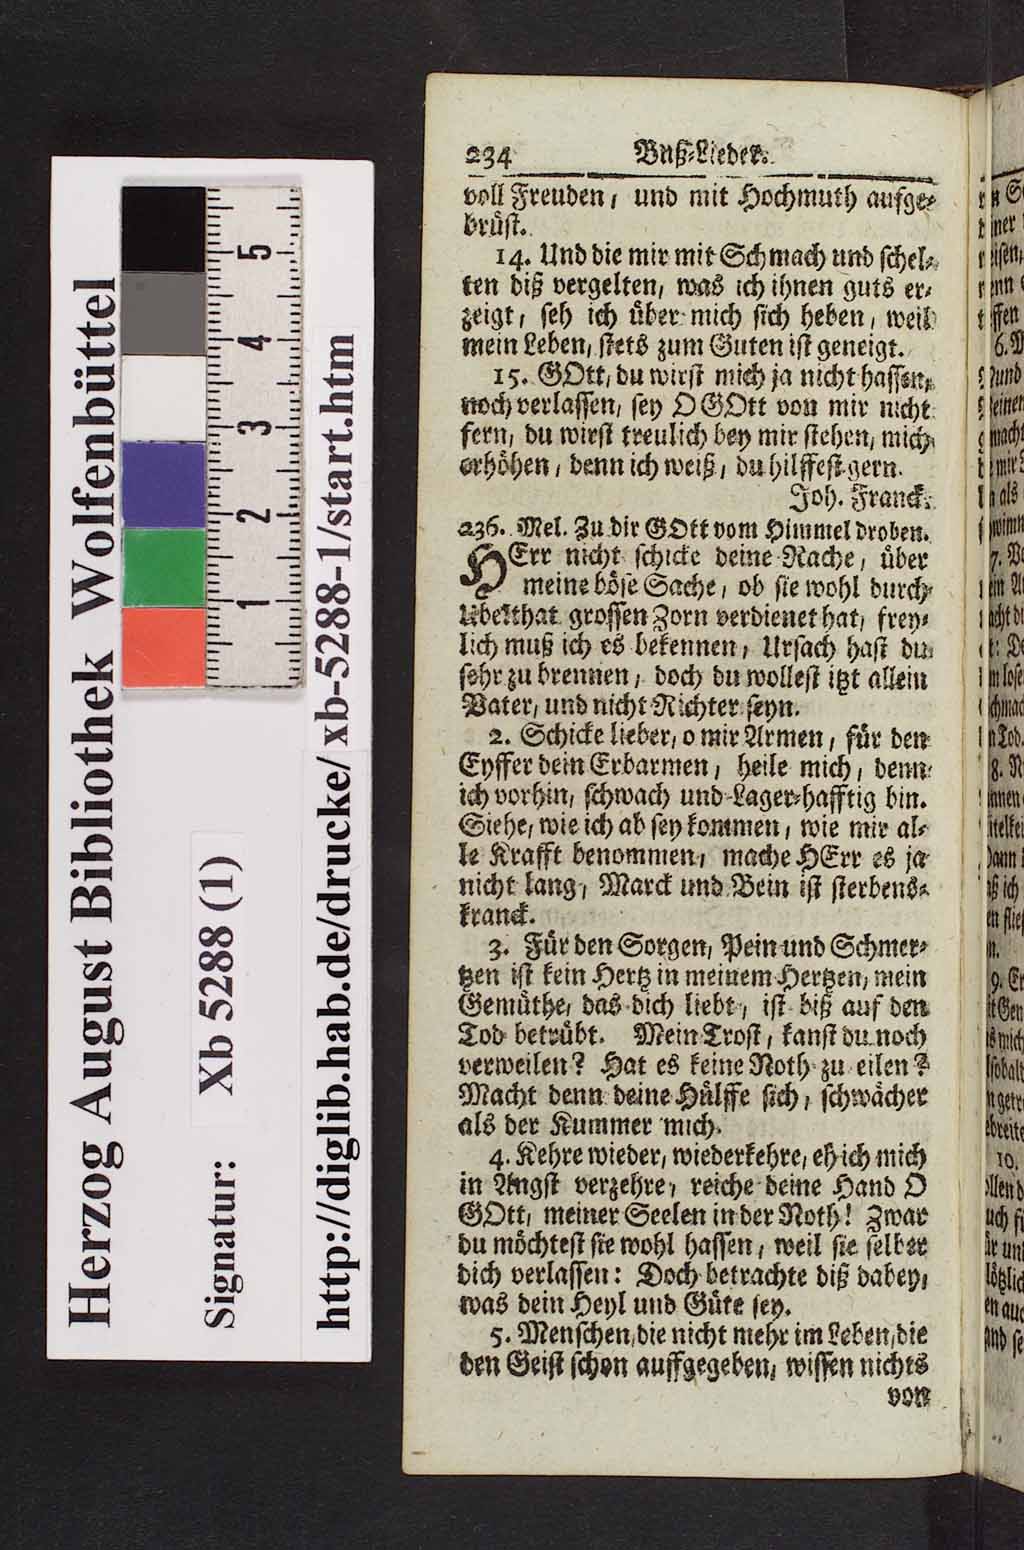 234 Buß-Lieder.
voll Freuden, und mit Hochmuth aufge-
brüst.
14. Und die mir mit Schmach und schel-
ten diß vergelten, was ich ihnen guts er-
zeigt, seh ich über mich sich heben, weil
mein Leben, stets zum Guten ist geneigt.
15. GOtt, du wirst mich ja nicht hassen,
noch verlassen, sey O GOtt von mir nicht
fern, du wirst treulich bey mir stehen, mich
erhöhen, denn ich weiß, du hilffest gern.
Joh. Franck.
236. Mel. Zu dir GOtt vom Himmel droben.
HErr nicht schicke deine Rache, über
meine böse Sache, ob sie wohl durch
Ubelthat grossen Zorn verdienet hat, frey-
lich muß ich es bekennen, Ursach hast du
sehr zu brennen, doch du wollest itzt allein
Vater, und nicht Richter seyn.
2. Schicke lieber, o mir Armen, für den
Eyffer dein Erbarmen, heile mich, denn
ich vorhin, schwach und Lager-hafftig bin.
Siehe, wie ich ab sey kommen, wie mir al-
le Krafft benommen, mache HErr es ja
nicht lang, Marck und Bein ist sterbens-
kranck.
3. Für den Sorgen, Pein und Schmer-
tzen ist kein Hertz in meinem Hertzen, mein
Gemüthe, das dich liebt, ist biß auf den
Tod betrübt. Mein Trost, kanst du noch
verweilen? Hat es keine Noth zu eilen?
Macht denn deine Hülffe sich, schwächer
als der Kummer mich.
4. Kehre wieder, wiederkehre, eh ich mich
in Angst verzehre, reiche deine Hand O
GOtt, meiner Seelen in der Noth! Zwar
du möchtest sie wohl hassen, weil sie selber
dich verlassen: Doch betrachte diß dabey,
was dein Heyl und Güte sey.
5. Menschen, die nicht mehr im Leben, die
den Geist schon auffgegeben, wissen nichts
von
Herzog August Bibliothek Wolfenbüttel
Signatur: Xb 5288 (1)
http://diglib.hab.de/drucke/xb-5288-1/start.htm
1 2 3 4 5